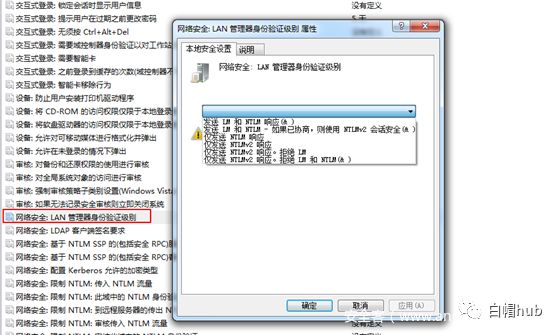 交互式登录: 锁定会话时显示用户信息
没有定义
交互式登录: 提示用户在过期之前更改密码
5 天
交互式登录: 无须按 Ctrl+Alt+Del
交互式登录: 需要域控制器身份验证以对工作站
交互式登录: 需要智能卡
交互式登录: 之前登录到缓存的次数(域控制器不
交互式登录: 智能卡移除行为
设备: 防止用户安装打印机驱动程序
设备: 将 CD-ROM 的访问权限仅限于本地登录
设备: 将软盘驱动器的访问权限仅限于本地登录
设备: 允许对可移动媒体进行格式化并弹出
设备: 允许在未登录的情况下弹出
审核: 对备份和还原权限的使用进行审核
审核: 对全局系统对象的访问进行审核
审核: 强制审核策略子类别设置(Windows Vista
审核: 如果无法记录安全审核则立即关闭系统
网络安全: LAN 管理器身份验证级别
网络安全: LDAP 客户端签名要求
网络安全: 基于 NTLM SSP 的(包括安全 RPC)服
网络安全: 基于 NTLM SSP 的(包括安全 RPC)客
网络安全: 配置 Kerberos 允许的加密类型
网络安全: 限制 NTLM: 传入 NTLM 流量
网络安全: 限制 NTLM: 此域中的 NTLM 身份验
网络安全: 限制 NTLM: 到远程服务器的传出 N
网络安全: 限制 NTLM: 审核传入 NTLM 流量
没有定义
网络安全: LAN 管理器身份验证级别 属性
本地安全设置
说明
网络安全: LAN 管理器身份验证级别
发送 LM 和 NTLM 响应(&)
发送 LM 和 NTLM - 如果已协商，则使用 NTLMv2 会话安全(&)
仅发送 NTLM 响应
仅发送 NTLMv2 响应
仅发送 NTLMv2 响应。拒绝 LM
仅发送 NTLMv2 响应。拒绝 LM 和 NTLM(&)
确定
取消
应用(A)
白帽hub